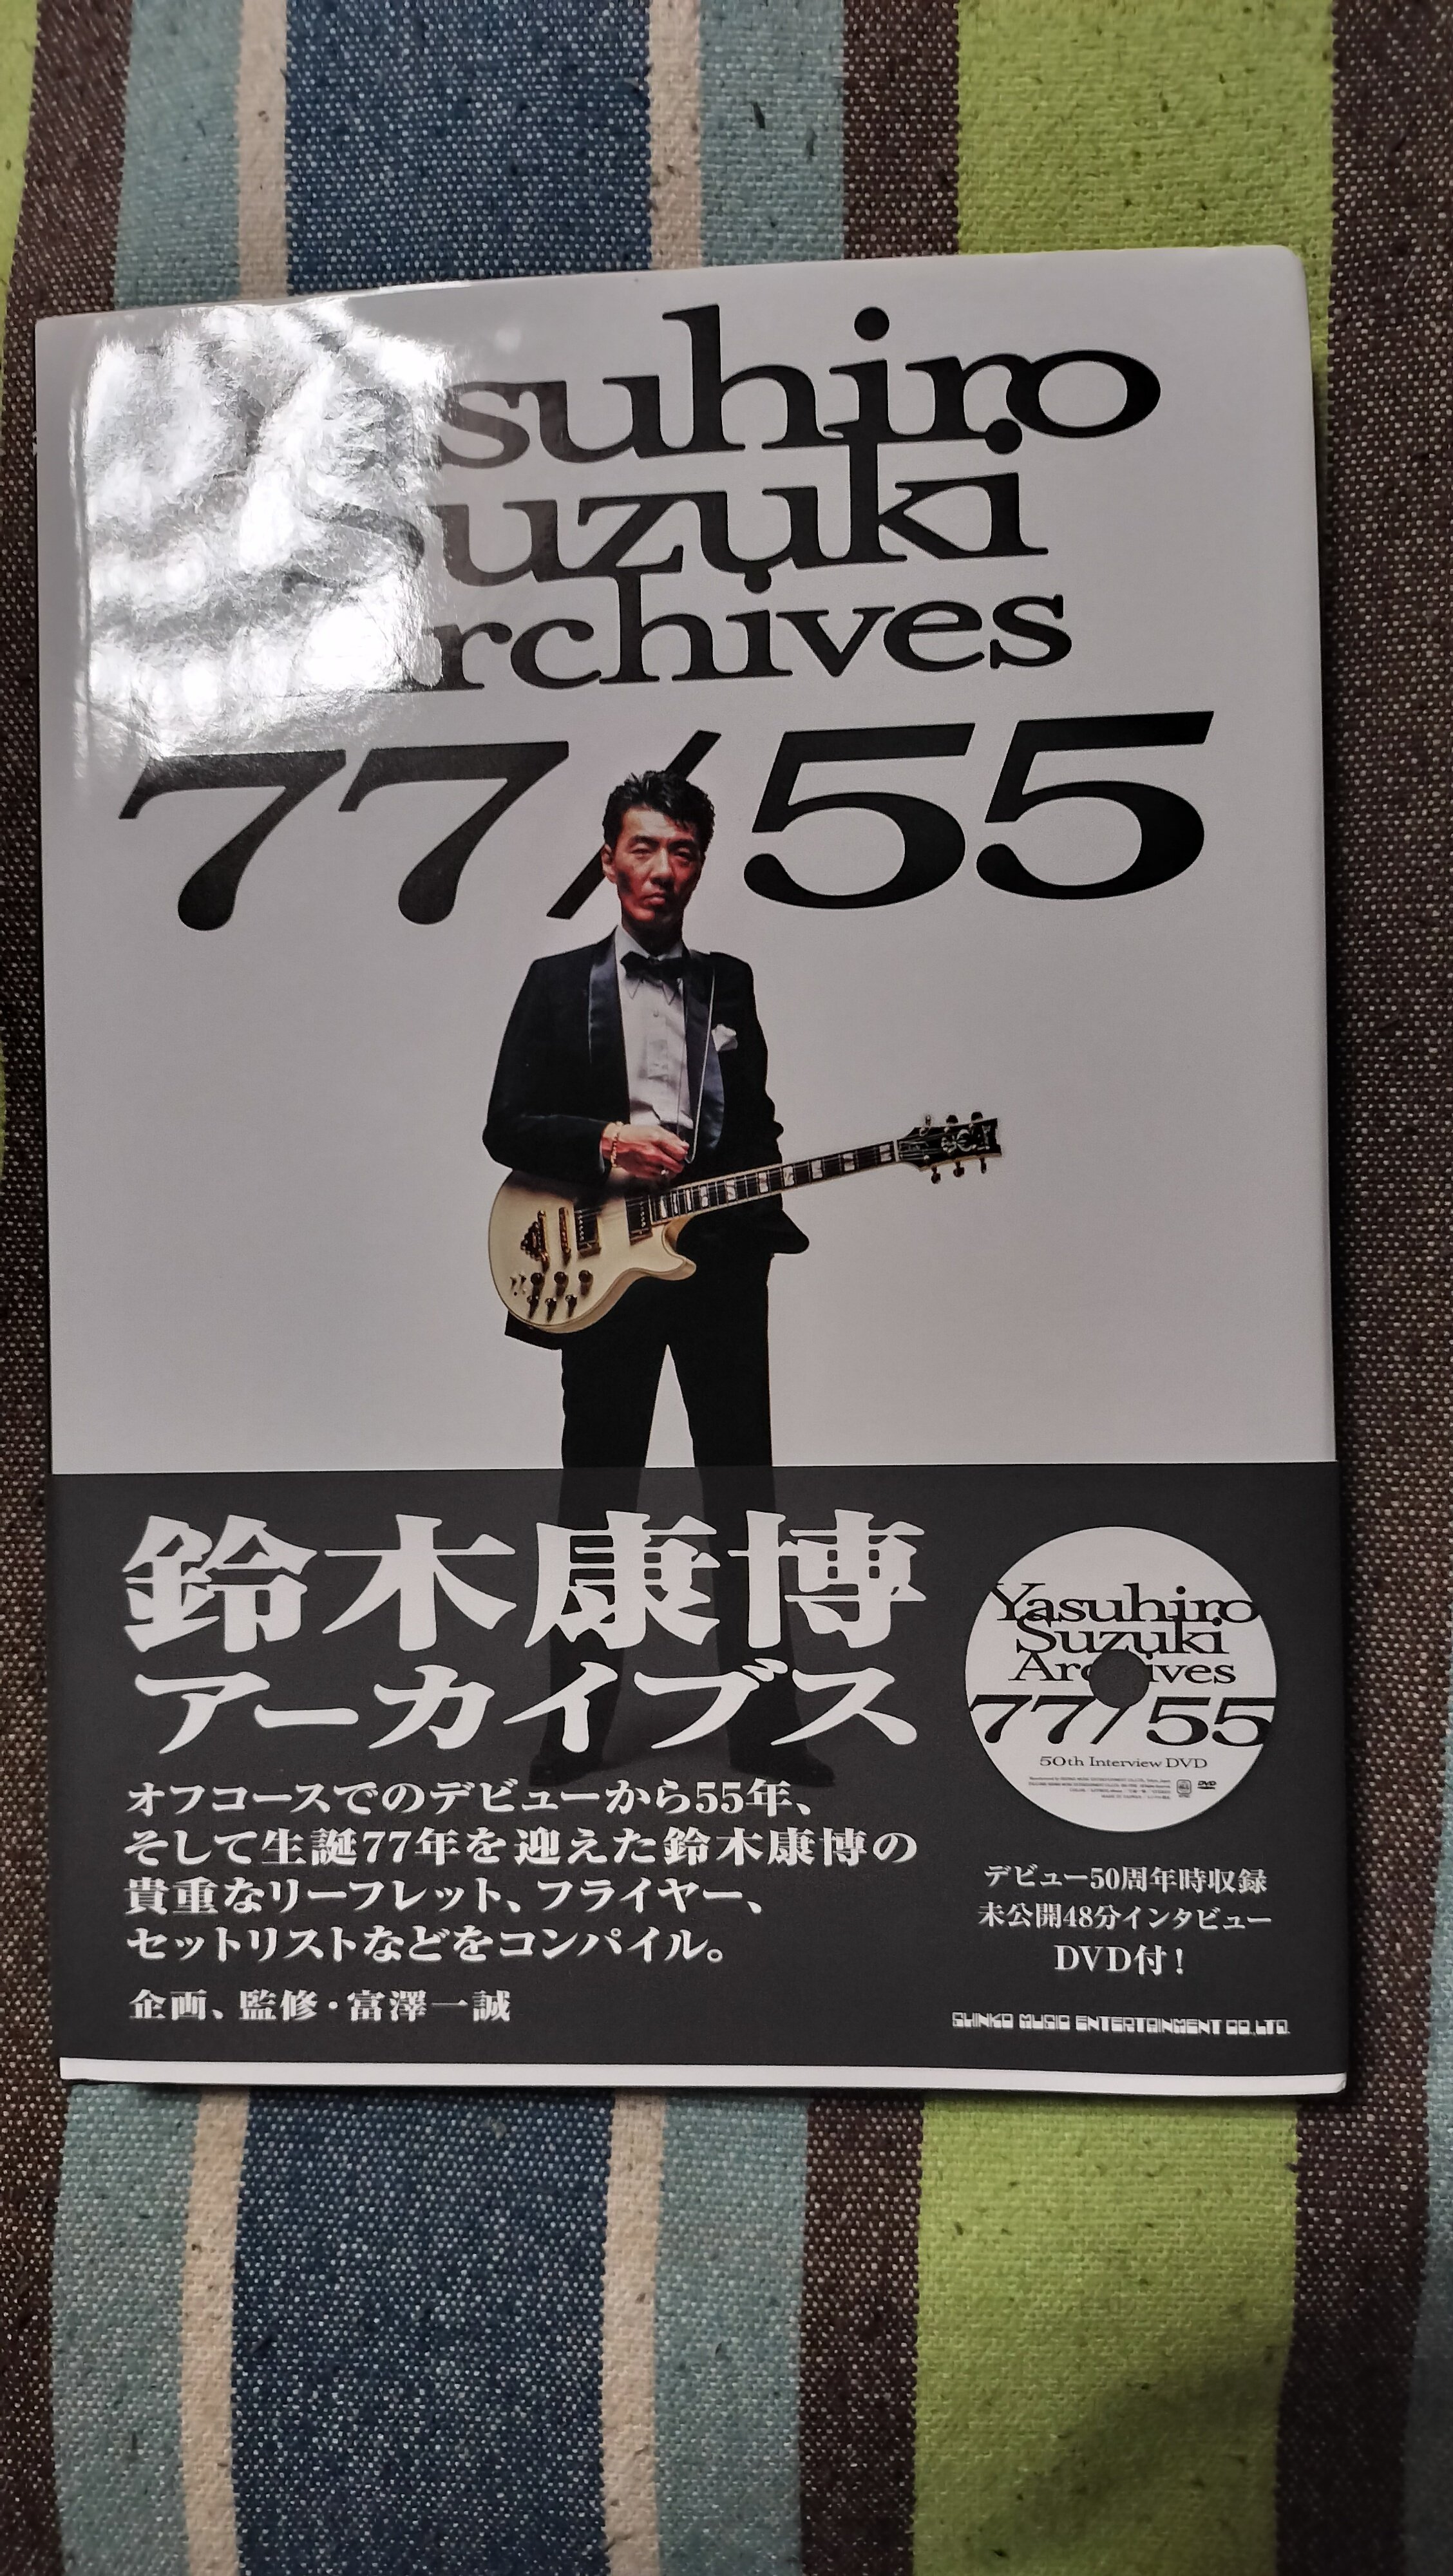 Yasuhiro
Suzuki
Archives
77/55
鈴木康博
アーカイブス
オフコースでのデビューから55年、
そして生誕77年を迎えた鈴木康博の
貴重なリーフレット、フライヤー、
セットリストなどをコンパイル。
企画、監修・富澤一誠
Yasuhiro
Suzuki
Archives
77/55
50th Interview DVD
デビュー50周年時収録
未公開48分インタビュー
DVD付！
SHINKO MUSIC ENTERTAINMENT CO.,LTD.